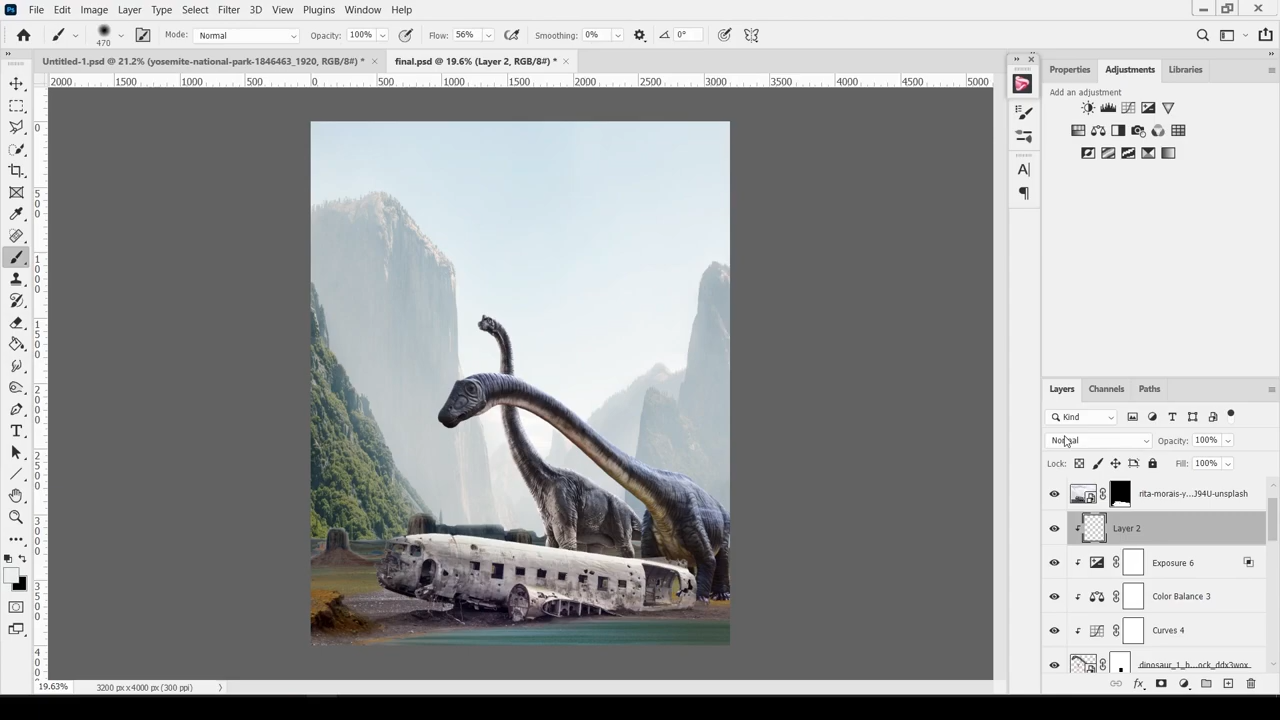 Ps File Edit Image Layer Type Select Filter 3D View Plugins Window Help
470 Mode: Normal Opacity: 100% Flow: 56% Smoothing: 0% 0°
Untitled-1.psd @ 21.2% (yosemite-national-park-1846463_1920, RGB/8#) * × final.psd @ 19.6% (Layer 2, RGB/8#) * ×
2000 1500 1000 500 0 500 1000 1500 2000 2500 3000 3500 4000 4500 5000
Properties Adjustments Libraries
Add an adjustment
Layers Channels Paths
Kind
Normal Opacity: 100%
Lock: Fill: 100%
rita-morais-y...J94U-unsplash
Layer 2
Exposure 6
Color Balance 3
Curves 4
dinosaur_1_b...ock_ddx3wox
19.63% 3200 px x 4000 px (300 ppi)